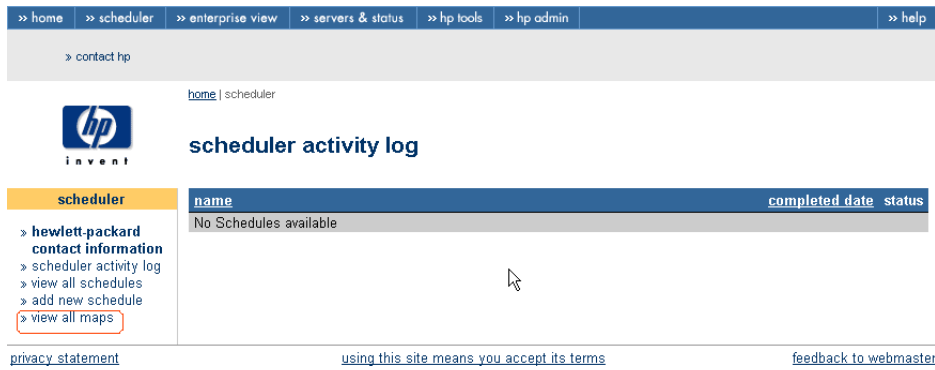 » home » scheduler » enterprise view » servers & status » hp tools » hp admin » help
» contact hp
home | scheduler
hp
invent
scheduler activity log
scheduler
name completed date status
No Schedules available
» hewlett-packard
contact information
» scheduler activity log
» view all schedules
» add new schedule
» view all maps
privacy statement using this site means you accept its terms feedback to webmaster